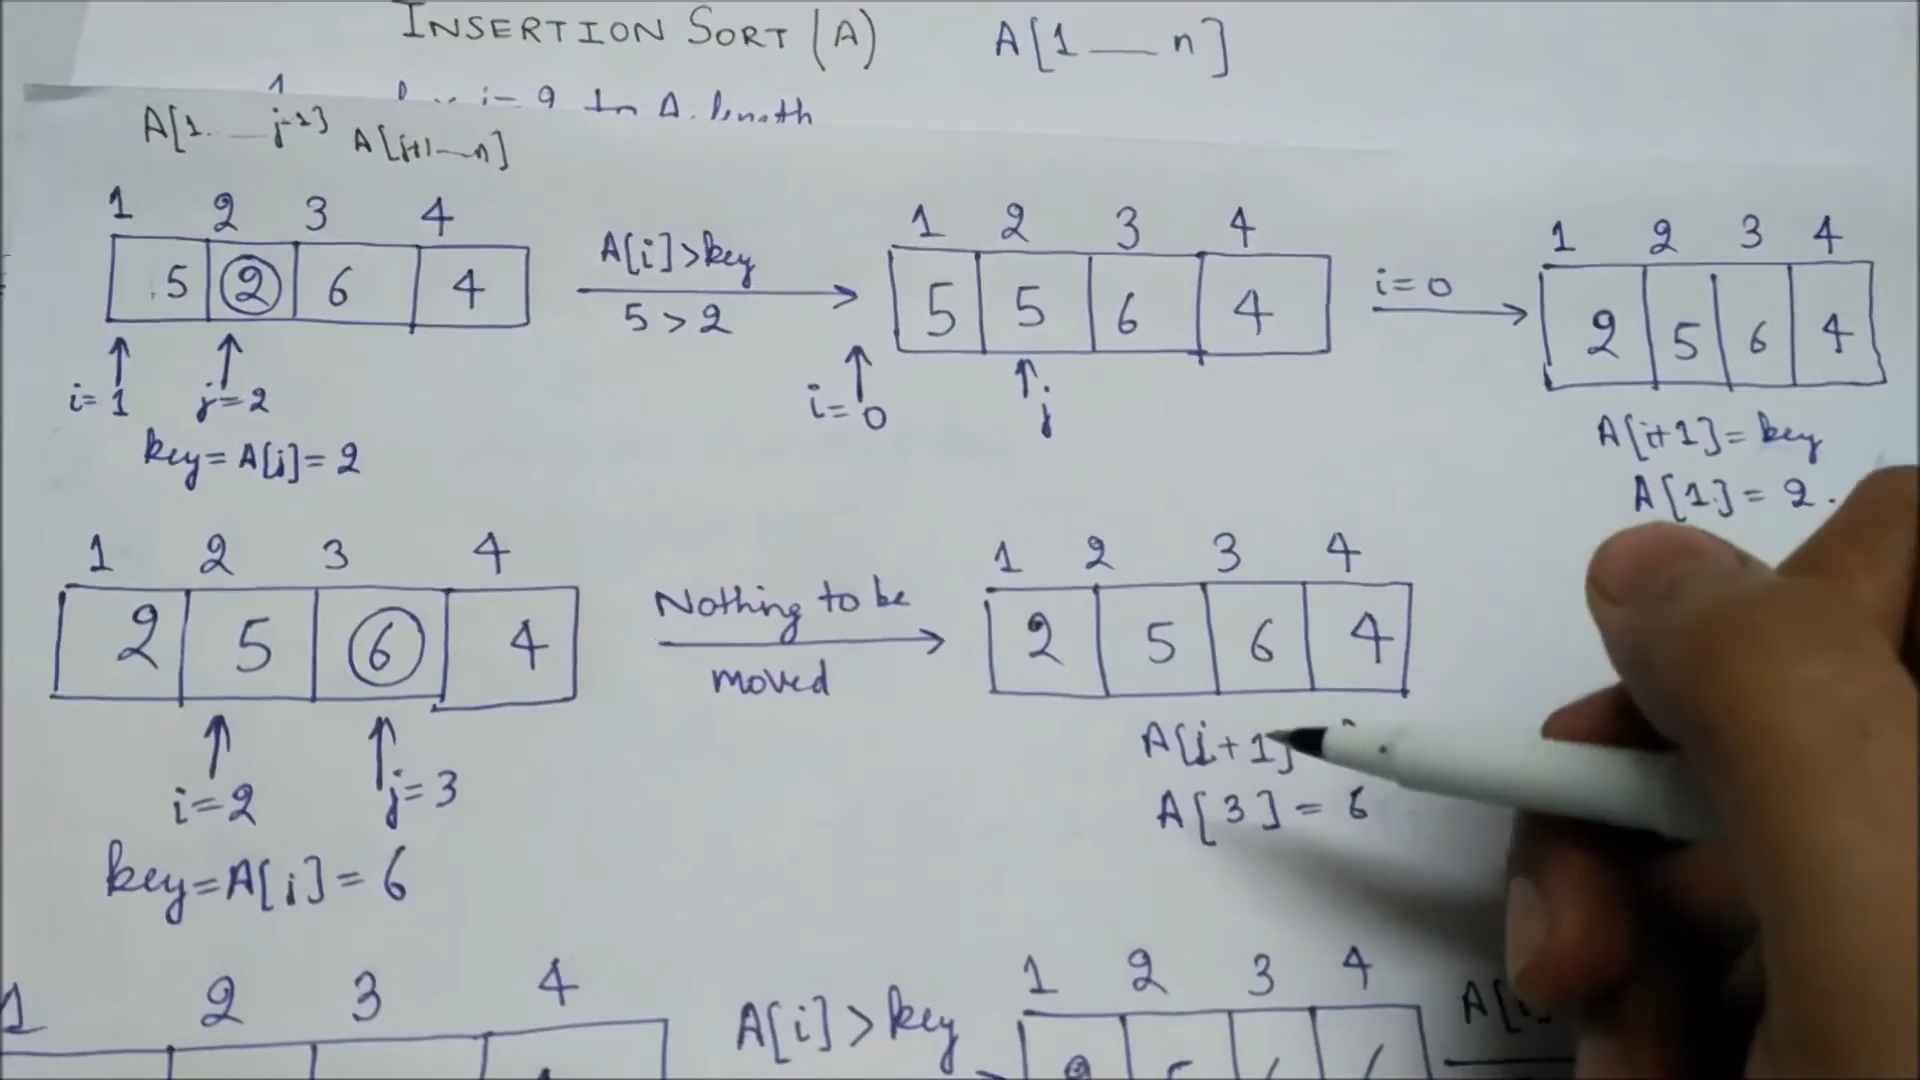 INSERTION SORT (A) A[1 — n]
A[1. — j-1] A[j+1 — n]
1 2 3 4
5 2 6 4
A[i]>key
5>2
1 2 3 4
5 5 6 4
i=0
1 2 3 4
2 5 6 4
i=1 j=2
key=A[j]=2
i=0 j
A[i+1]=key
A[1]=2.
1 2 3 4
2 5 6 4
Nothing to be
moved
1 2 3 4
2 5 6 4
i=2 j=3
key=A[j]=6
A[i+1]
A[3]=6
1 2 3 4
A[i]>key
1 2 3 4